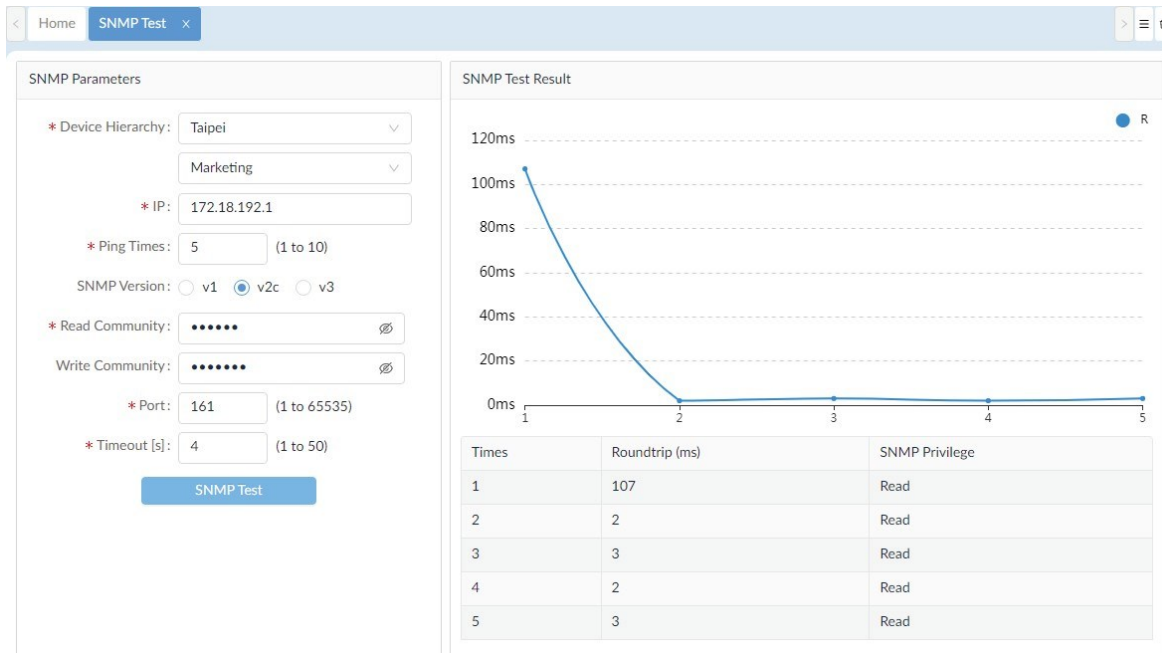 Home SNMP Test x
SNMP Parameters
* Device Hierarchy: Taipei
Marketing
* IP: 172.18.192.1
* Ping Times: 5 (1 to 10)
SNMP Version: v1 v2c v3
* Read Community: ••••••
Write Community: •••••••
* Port: 161 (1 to 65535)
* Timeout [s]: 4 (1 to 50)
SNMP Test
SNMP Test Result
R
120ms
100ms
80ms
60ms
40ms
20ms
0ms
1 2 3 4 5
Times Roundtrip (ms) SNMP Privilege
1 107 Read
2 2 Read
3 3 Read
4 2 Read
5 3 Read